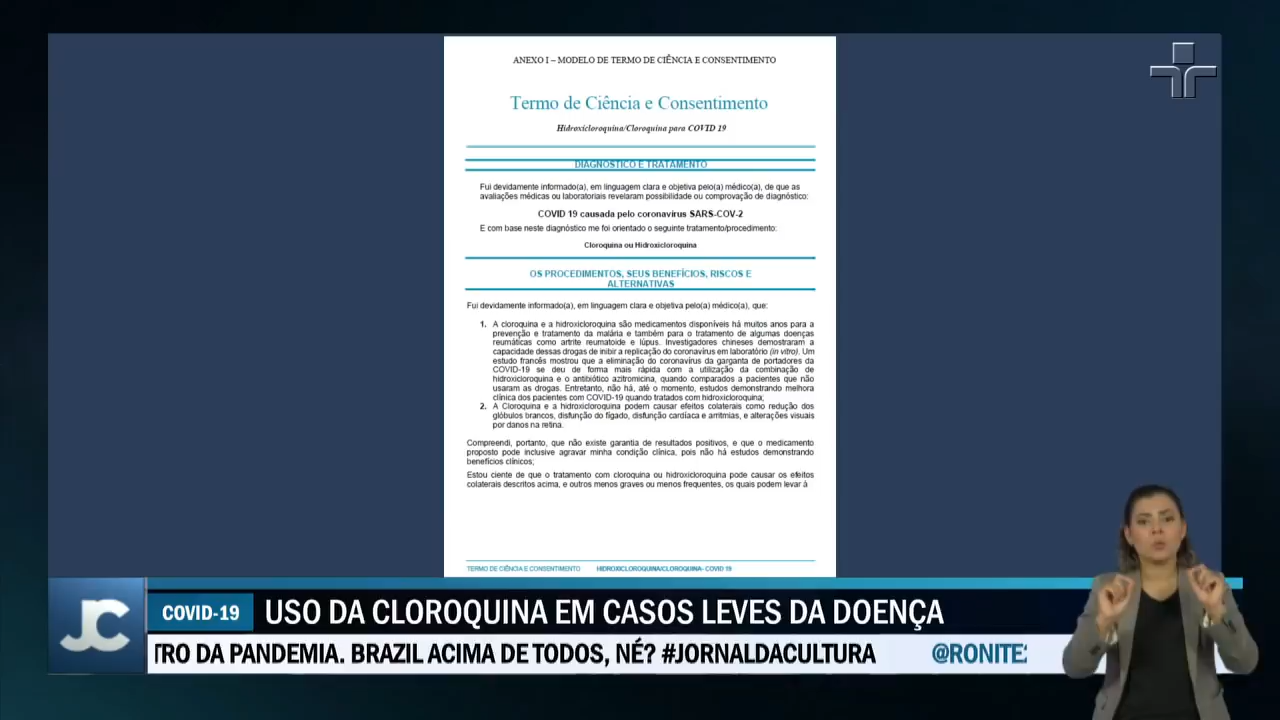 ANEXO I – MODELO DE TERMO DE CIÊNCIA E CONSENTIMENTO
Termo de Ciência e Consentimento
Hidroxicloroquina/Cloroquina para COVID 19
DIAGNÓSTICO E TRATAMENTO
Fui devidamente informado(a), em linguagem clara e objetiva pelo(a) médico(a), de que as
avaliações médicas ou laboratoriais revelaram possibilidade ou comprovação de diagnóstico:
COVID 19 causada pelo coronavírus SARS-COV-2
E com base neste diagnóstico me foi orientado o seguinte tratamento/procedimento:
Cloroquina ou Hidroxicloroquina
OS PROCEDIMENTOS, SEUS BENEFÍCIOS, RISCOS E
ALTERNATIVAS
Fui devidamente informado(a), em linguagem clara e objetiva pelo(a) médico(a), que:
1. A cloroquina e a hidroxicloroquina são medicamentos disponíveis há muitos anos para a
prevenção e tratamento da malária e também para o tratamento de algumas doenças
reumáticas como artrite reumatoide e lúpus. Investigadores chineses demostraram a
capacidade dessas drogas de inibir a replicação do coronavírus em laboratório (in vitro). Um
estudo francês mostrou que a eliminação do coronavírus da garganta de portadores da
COVID-19 se deu de forma mais rápida com a utilização da combinação de
hidroxicloroquina e o antibiótico azitromicina, quando comparados a pacientes que não
usaram as drogas. Entretanto, não há, até o momento, estudos demonstrando melhora
clínica dos pacientes com COVID-19 quando tratados com hidroxicloroquina;
2. A Cloroquina e a hidroxicloroquina podem causar efeitos colaterais como redução dos
glóbulos brancos, disfunção do fígado, disfunção cardíaca e arritmias, e alterações visuais
por danos na retina.
Compreendi, portanto, que não existe garantia de resultados positivos, e que o medicamento
proposto pode inclusive agravar minha condição clínica, pois não há estudos demonstrando
benefícios clínicos;
Estou ciente de que o tratamento com cloroquina ou hidroxicloroquina pode causar os efeitos
colaterais descritos acima, e outros menos graves ou menos frequentes, os quais podem levar à
TERMO DE CIÊNCIA E CONSENTIMENTO HIDROXICLOROQUINA/CLOROQUINA- COVID 19
JC COVID-19 USO DA CLOROQUINA EM CASOS LEVES DA DOENÇA
TRO DA PANDEMIA. BRAZIL ACIMA DE TODOS, NÉ? #JORNALDACULTURA @RONITE2